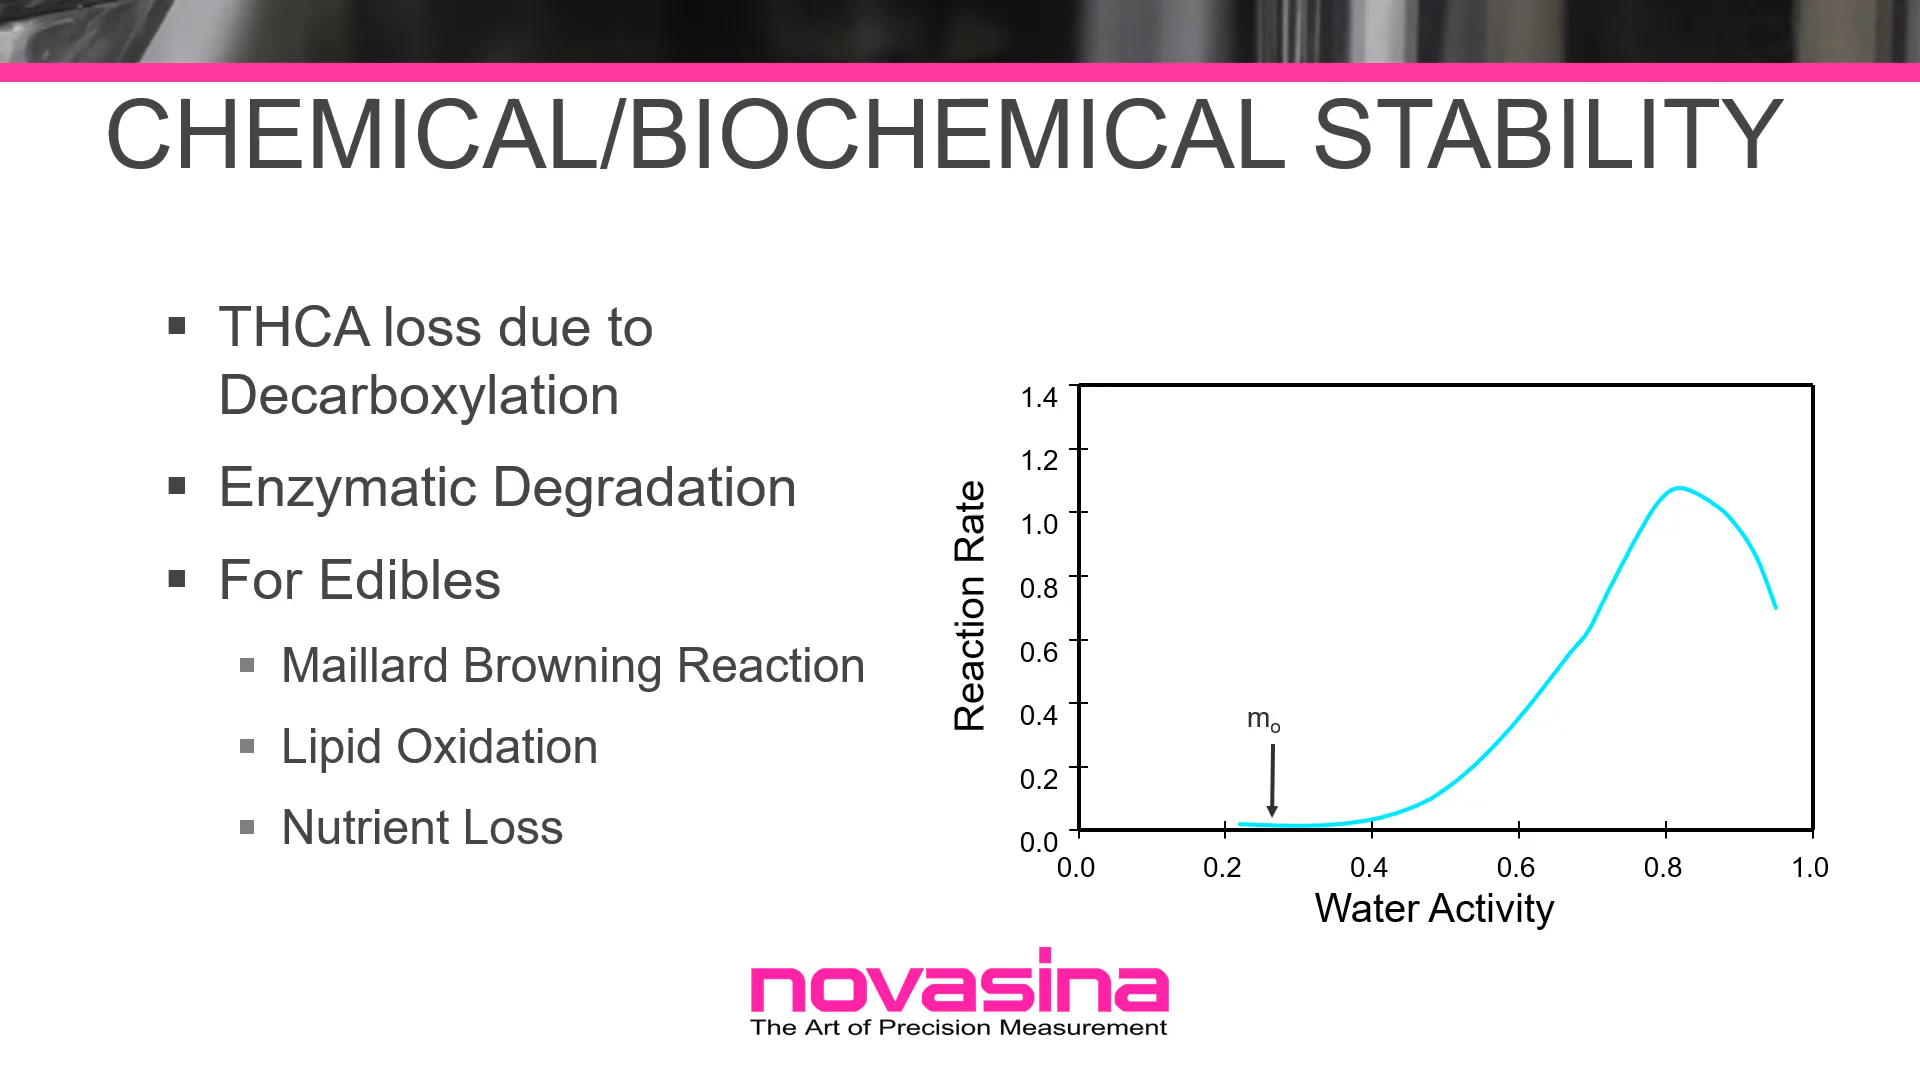 CHEMICAL/BIOCHEMICAL STABILITY
▪ THCA loss due to
Decarboxylation
▪ Enzymatic Degradation
▪ For Edibles
▪ Maillard Browning Reaction
▪ Lipid Oxidation
▪ Nutrient Loss
Reaction Rate
1.4
1.2
1.0
0.8
0.6
0.4
0.2
0.0
mo
0.0 0.2 0.4 0.6 0.8 1.0
Water Activity
novasina
The Art of Precision Measurement